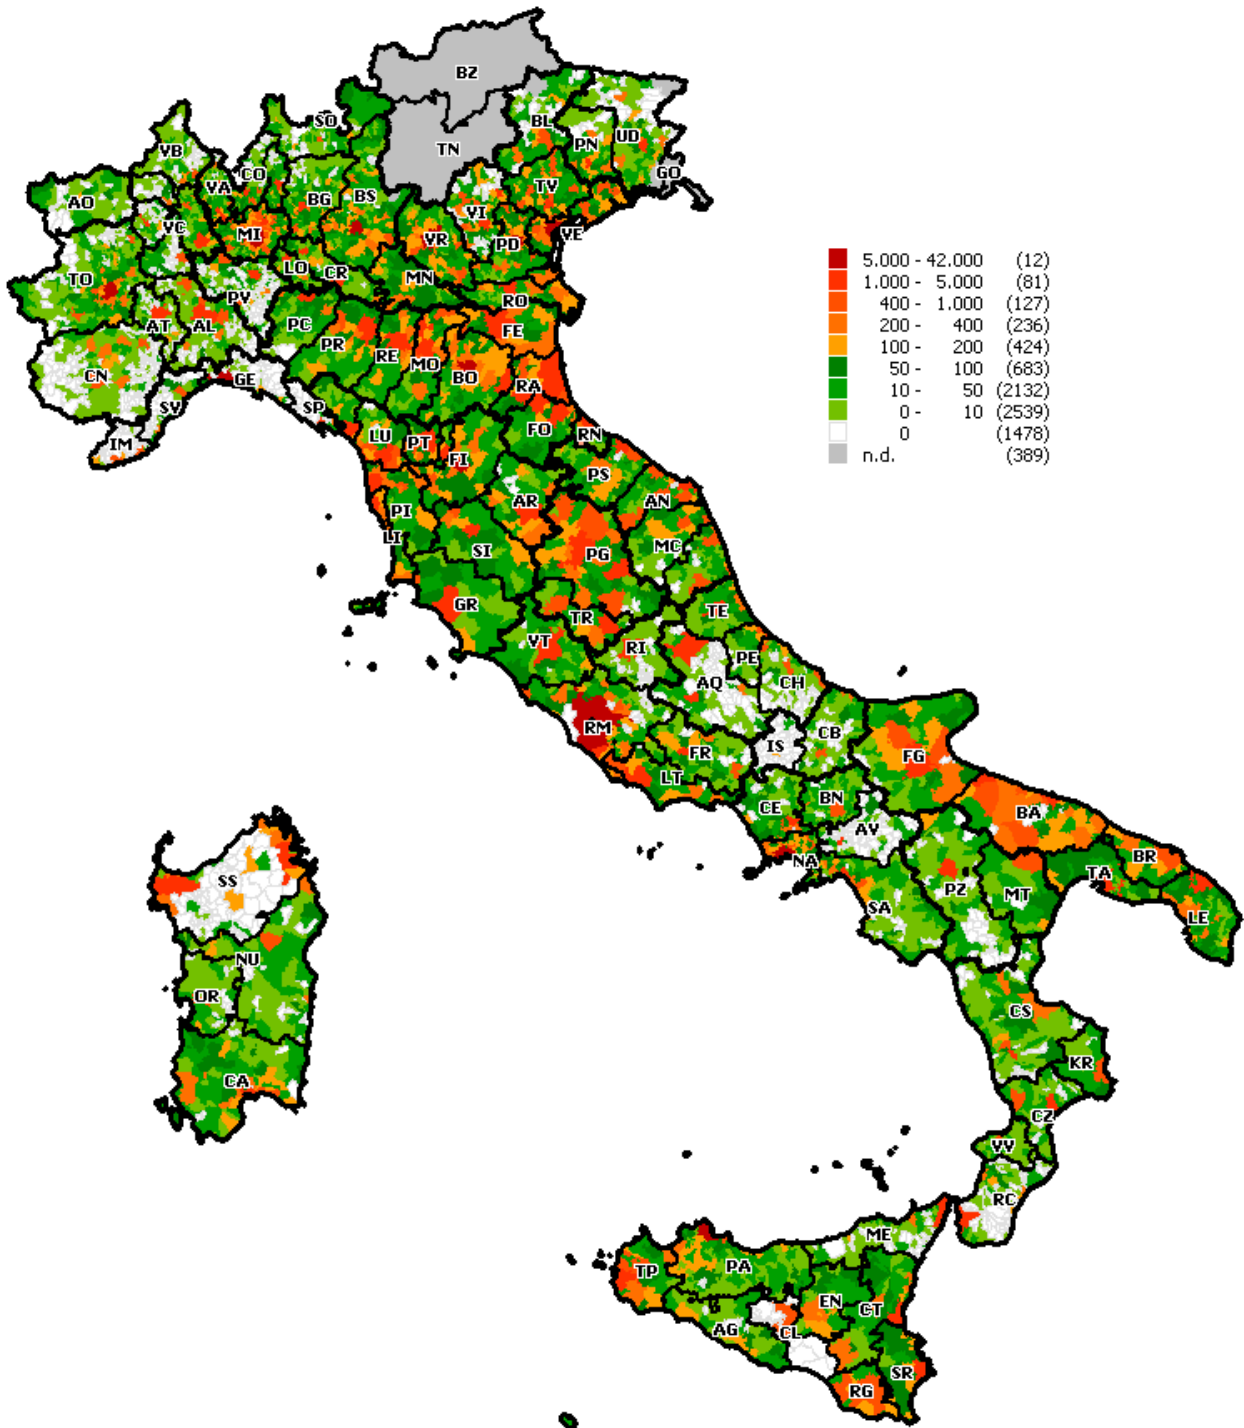 BZ
SO
BL
PN
UD
TN
VB
CO
GO
VA
BG
BS
TV
AO
VI
VC
MI
VR
PD
VE
LO
CR
MN
TO
PV
RO
AT
AL
PC
FE
PR
RE
MO
BO
CN
GE
RA
SV
SP
IM
LU
PT
FO
RN
FI
PS
AR
AN
PI
LI
SI
PG
MC
GR
TR
TE
VT
RI
PE
AQ
CH
RM
FR
IS
CB
FG
LT
CE
BN
BA
AV
NA
BR
SS
PZ
MT
TA
SA
LE
NU
OR
CS
CA
KR
CZ
VV
RC
ME
TP
PA
EN
CT
AG
CL
SR
RG
5.000 - 42.000 (12)
1.000 - 5.000 (81)
400 - 1.000 (127)
200 - 400 (236)
100 - 200 (424)
50 - 100 (683)
10 - 50 (2132)
0 - 10 (2539)
0 (1478)
n.d. (389)